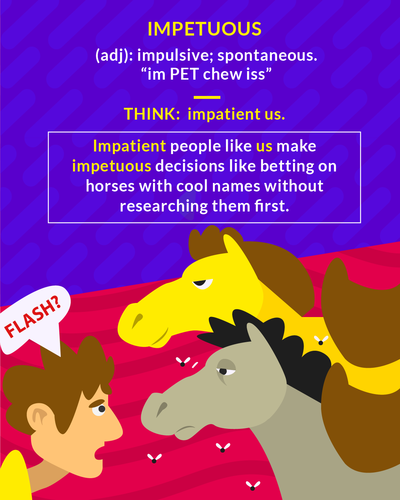 IMPETUOUS
(adj): impulsive; spontaneous.
“im PET chew iss”
THINK: impatient us.
Impatient people like us make
impetuous decisions like betting on
horses with cool names without
researching them first.
FLASH?